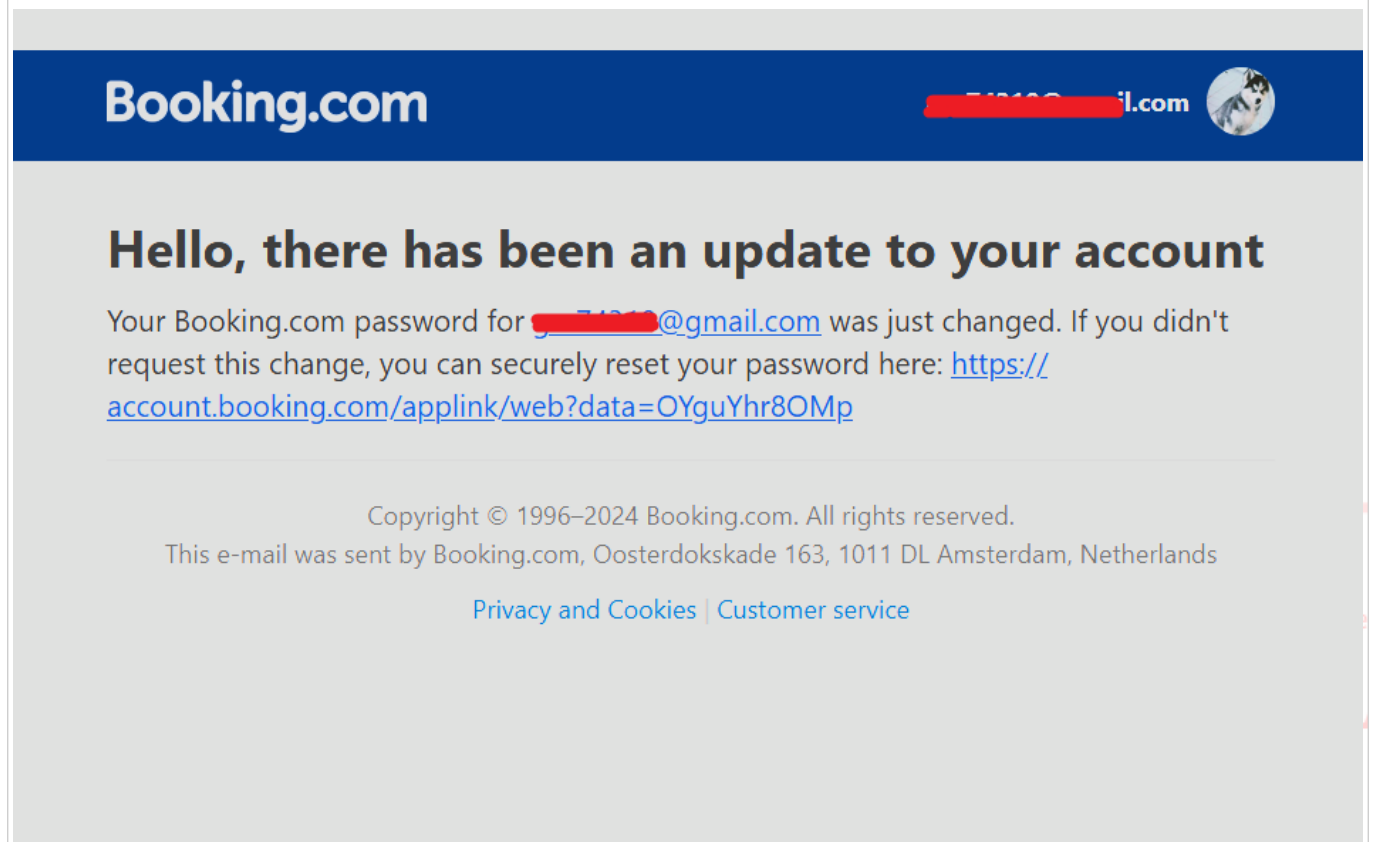 Booking.com
il.com
Hello, there has been an update to your account
Your Booking.com password for @gmail.com was just changed. If you didn't
request this change, you can securely reset your password here: https://
account.booking.com/applink/web?data=OYguYhr8OMp
Copyright © 1996–2024 Booking.com. All rights reserved.
This e-mail was sent by Booking.com, Oosterdokskade 163, 1011 DL Amsterdam, Netherlands
Privacy and Cookies | Customer service